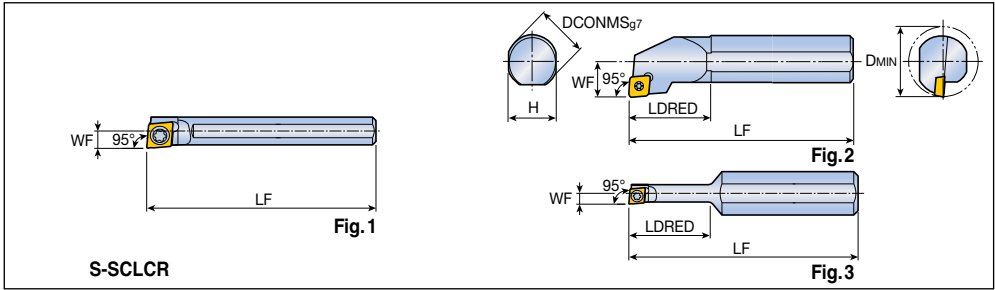 WF
95°
LF
Fig.1
S-SCLCR
DCONMSg7
H
WF
95°
LDRED
LF
Fig.2
DMIN
WF
95°
LDRED
LF
Fig.3